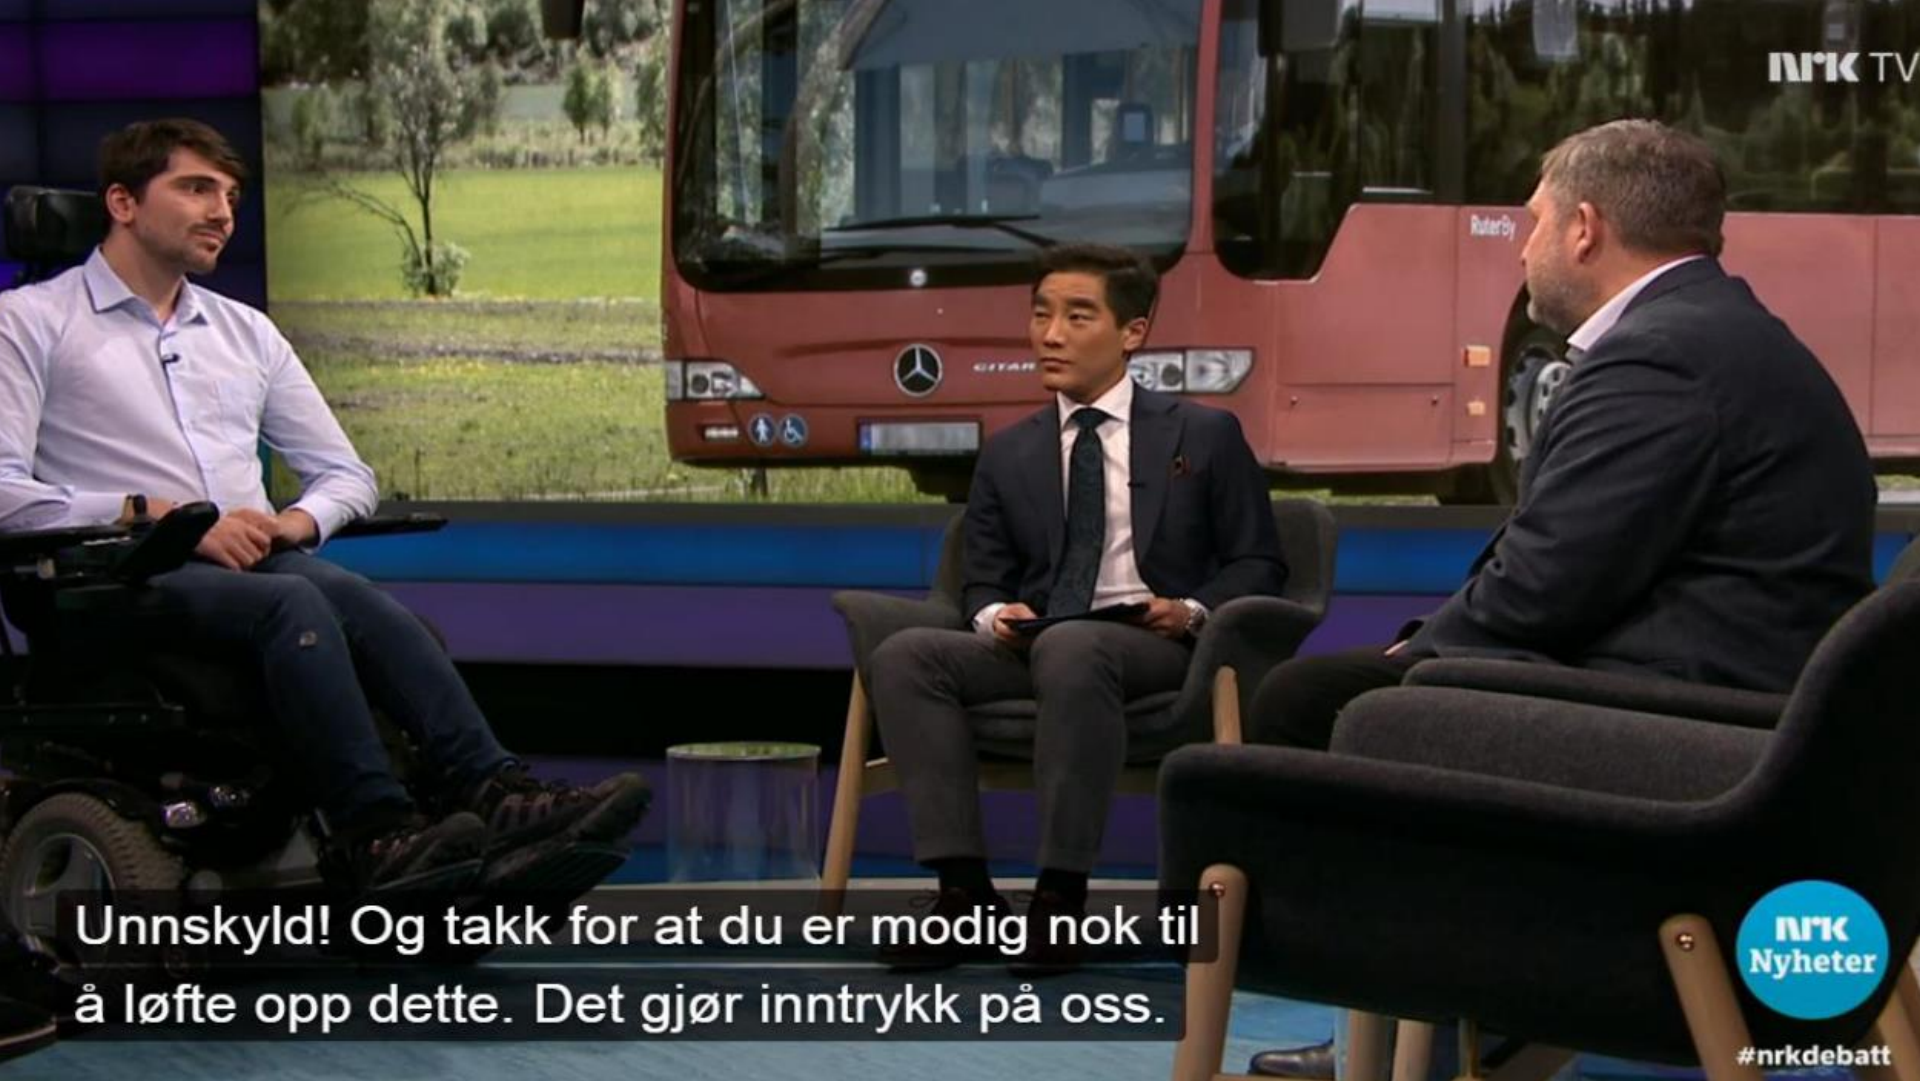 nrk TV
RuterBy
CITAR
Unnskyld! Og takk for at du er modig nok til
å løfte opp dette. Det gjør inntrykk på oss.
nrk
Nyheter
#nrkdebatt